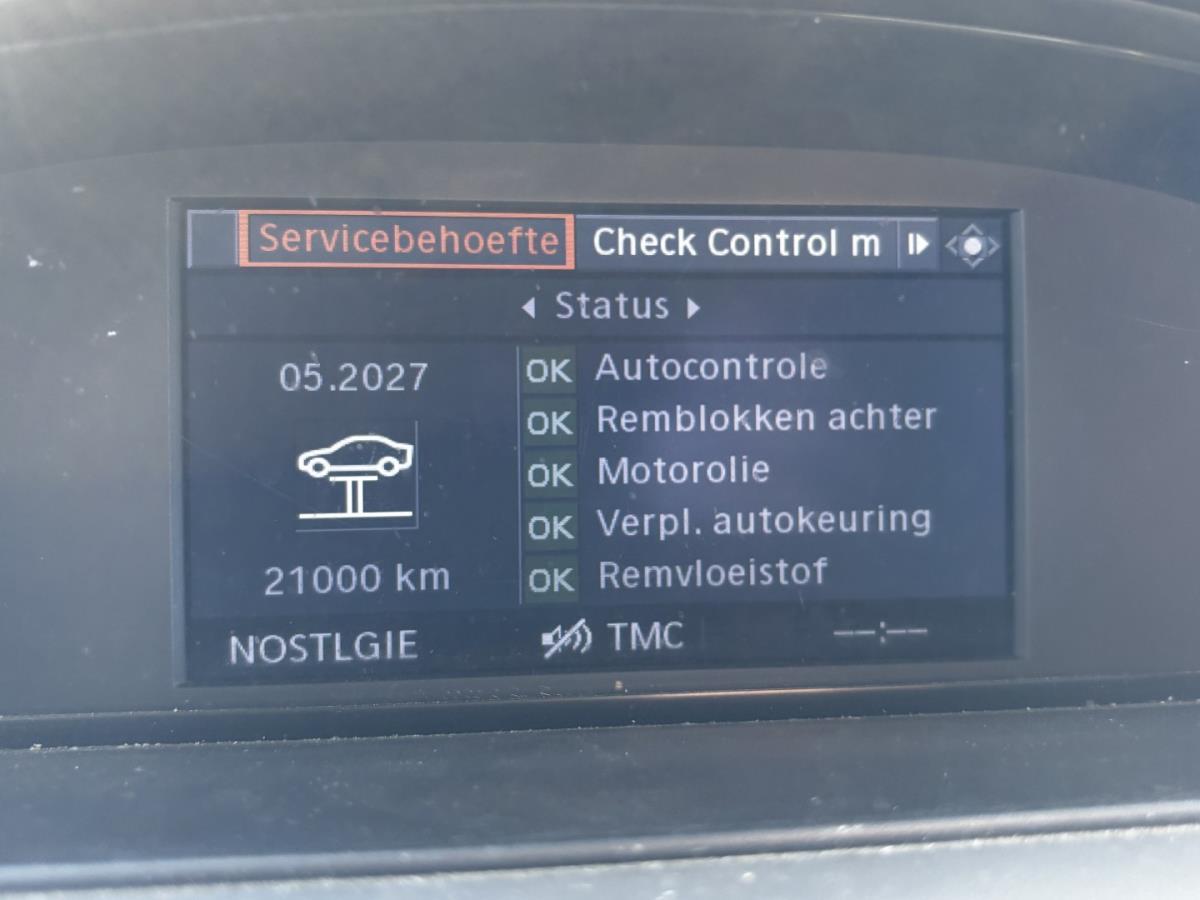 Servicebehoefte Check Control m
Status
05.2027
OK Autocontrole
OK Remblokken achter
OK Motorolie
OK Verpl. autokeuring
21000 km
OK Remvloeistof
NOSTLGIE TMC --:--